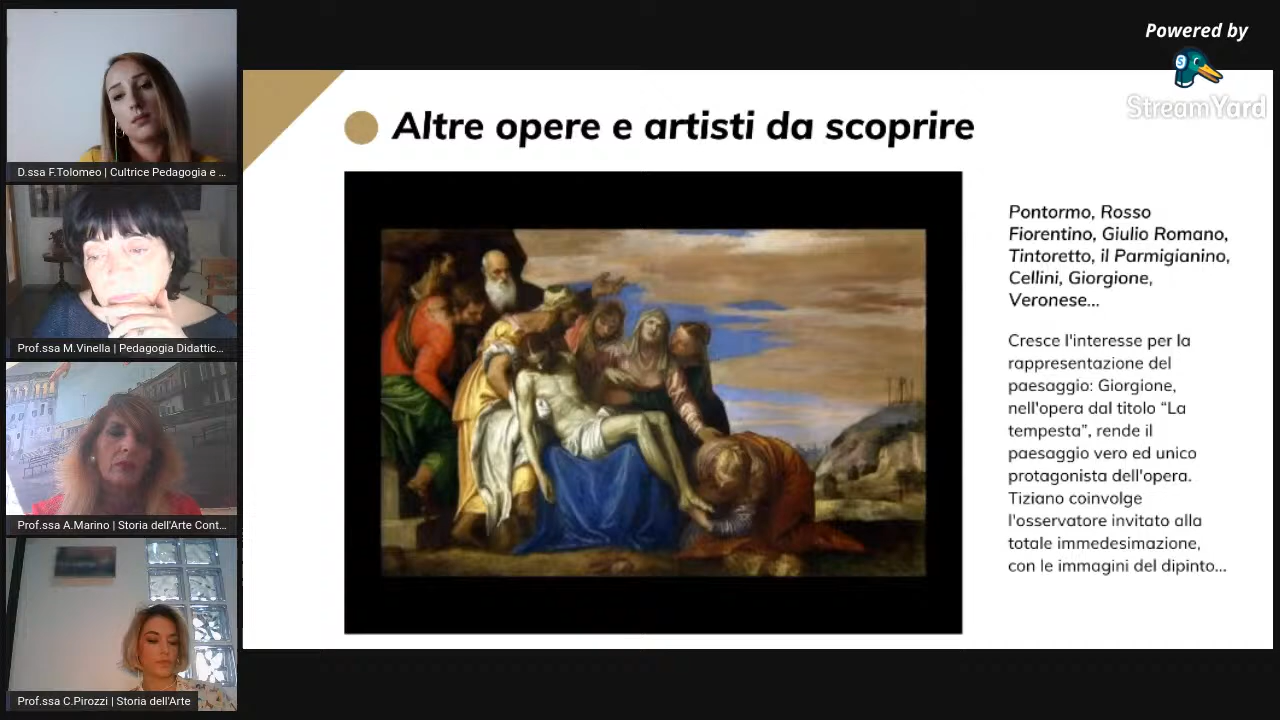 Powered by
StreamYard
Altre opere e artisti da scoprire
Pontormo, Rosso
Fiorentino, Giulio Romano,
Tintoretto, il Parmigianino,
Cellini, Giorgione,
Veronese...
Cresce l'interesse per la
rappresentazione del
paesaggio: Giorgione,
nell'opera dal titolo “La
tempesta”, rende il
paesaggio vero ed unico
protagonista dell'opera.
Tiziano coinvolge
l'osservatore invitato alla
totale immedesimazione,
con le immagini del dipinto...
D.ssa F.Tolomeo | Cultrice Pedagogia e ...
Prof.ssa M.Vinella | Pedagogia Didattic...
Prof.ssa A.Marino | Storia dell'Arte Cont...
Prof.ssa C.Pirozzi | Storia dell'Arte